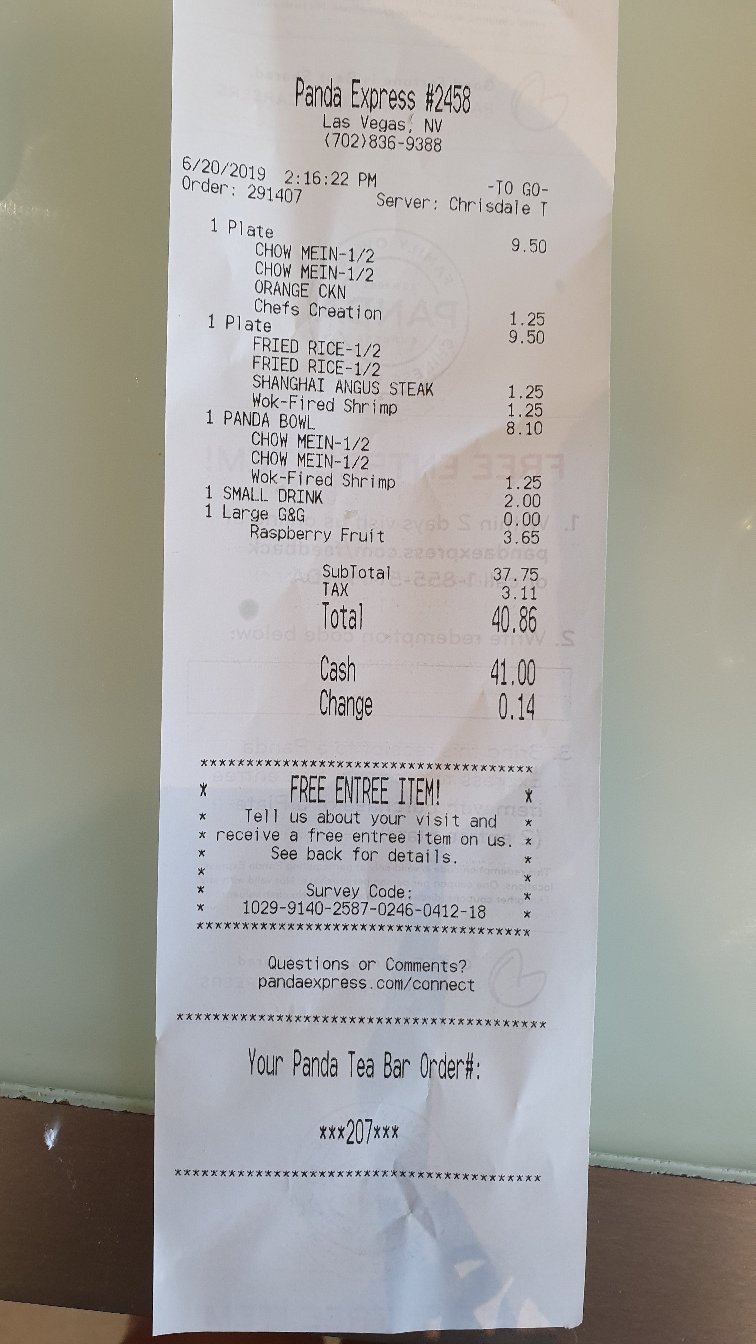 Panda Express #2458
Las Vegas, NV
(702)836-9388
6/20/2019 2:16:22 PM -TO GO-
Order: 291407 Server: Chrisdale T
1 Plate 9.50
CHOW MEIN-1/2
CHOW MEIN-1/2
ORANGE CKN
Chefs Creation 1.25
1 Plate 9.50
FRIED RICE-1/2
FRIED RICE-1/2
SHANGHAI ANGUS STEAK 1.25
Wok-Fired Shrimp 1.25
1 PANDA BOWL 8.10
CHOW MEIN-1/2
CHOW MEIN-1/2
Wok-Fired Shrimp 1.25
1 SMALL DRINK 2.00
1 Large G&G 0.00
Raspberry Fruit 3.65
SubTotal 37.75
TAX 3.11
Total 40.86
Cash 41.00
Change 0.14
************************************
* FREE ENTREE ITEM! *
* Tell us about your visit and *
* receive a free entree item on us. *
* See back for details. *
* *
* Survey Code: *
* 1029-9140-2587-0246-0412-18 *
************************************
Questions or Comments?
pandaexpress.com/connect
****************************************
Your Panda Tea Bar Order#:
***207***
****************************************